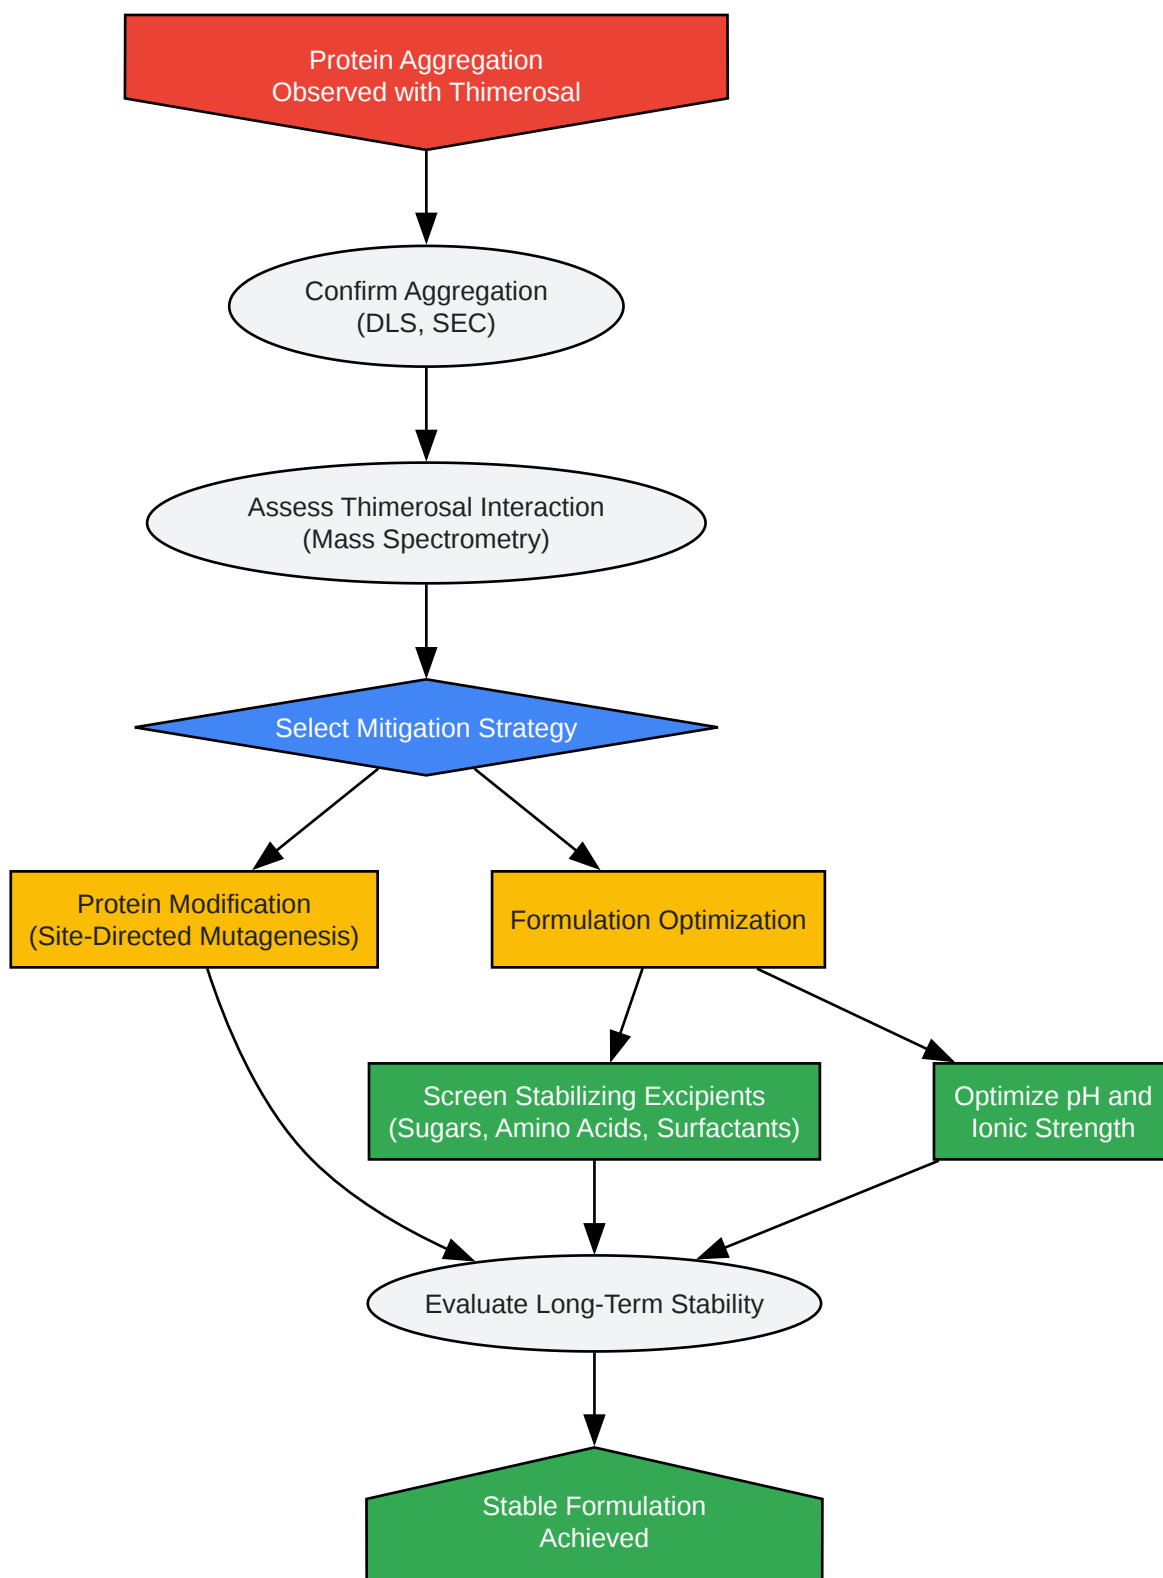 Protein Aggregation
Observed with Thimerosal
Confirm Aggregation
(DLS, SEC)
Assess Thimerosal Interaction
(Mass Spectrometry)
Select Mitigation Strategy
Protein Modification
(Site-Directed Mutagenesis)
Formulation Optimization
Screen Stabilizing Excipients
(Sugars, Amino Acids, Surfactants)
Optimize pH and
Ionic Strength
Evaluate Long-Term Stability
Stable Formulation
Achieved